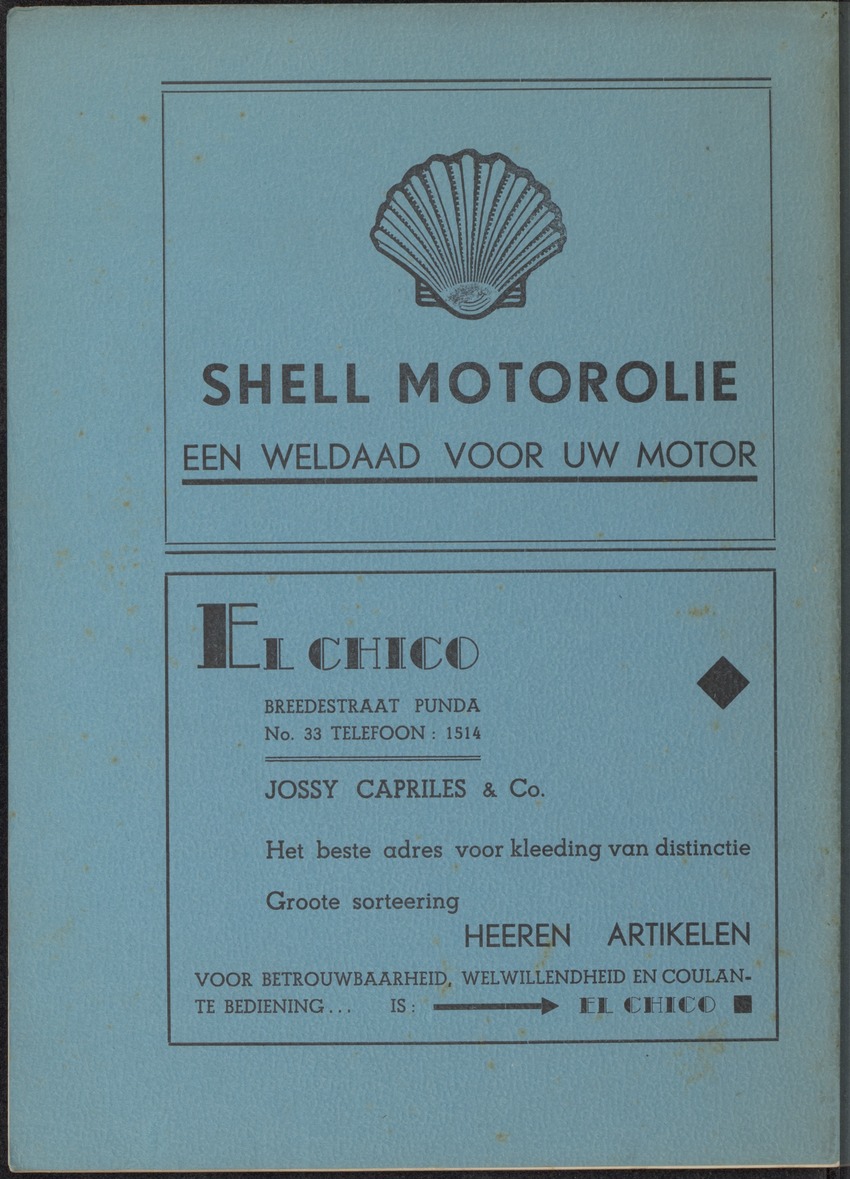 SHELL MOTOROLIE
EEN WELDAAD VOOR UW MOTOR
EL CHICO
BREEDESTRAAT PUNDA
No. 33 TELEFOON : 1514
JOSSY CAPRILES & Co.
Het beste adres voor kleeding van distinctie
Groote sorteering
HEEREN ARTIKELEN
VOOR BETROUWBAARHEID, WELWILLENDHEID EN COULAN-
TE BEDIENING... IS : EL CHICO